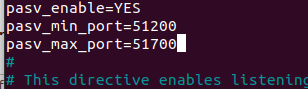 pasv_enable=YES
pasv_min_port=51200
pasv_max_port=51700
#
# This directive enables listening